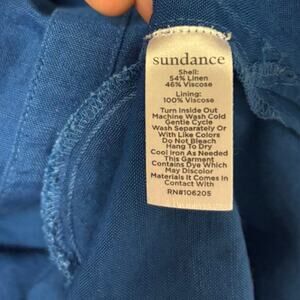 sundance
Shell:
54% Linen
46% Viscose
Lining:
100% Viscose
Turn Inside Out
Machine Wash Cold
Gentle Cycle
Wash Separately Or
With Like Colors
Do Not Bleach
Hang To Dry
Cool Iron As Needed
This Garment
Contains Dye Which
May Discolor
Materials It Comes In
Contact With
RN#106205